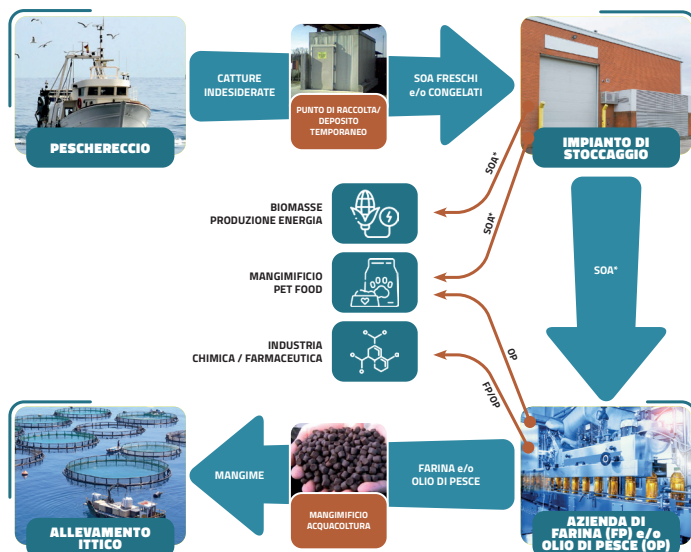 PESCHERECCIO
CATTURE
INDESIDERATE
PUNTO DI RACCOLTA/
DEPOSITO
TEMPORANEO
SOA FRESCHI
e/o CONGELATI
IMPIANTO DI
STOCCAGGIO
SOA*
SOA*
SOA*
BIOMASSE
PRODUZIONE ENERGIA
MANGIMIFICIO
PET FOOD
INDUSTRIA
CHIMICA / FARMACEUTICA
OP
FP/OP
ALLEVAMENTO
ITTICO
MANGIME
MANGIMIFICIO
ACQUACOLTURA
FARINA e/o
OLIO DI PESCE
AZIENDA DI
FARINA (FP) e/o
OLIO DI PESCE (OP)